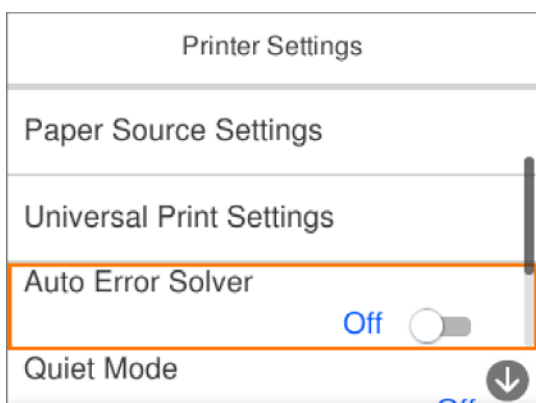 Printer Settings
Paper Source Settings
Universal Print Settings
Auto Error Solver
Off
Quiet Mode